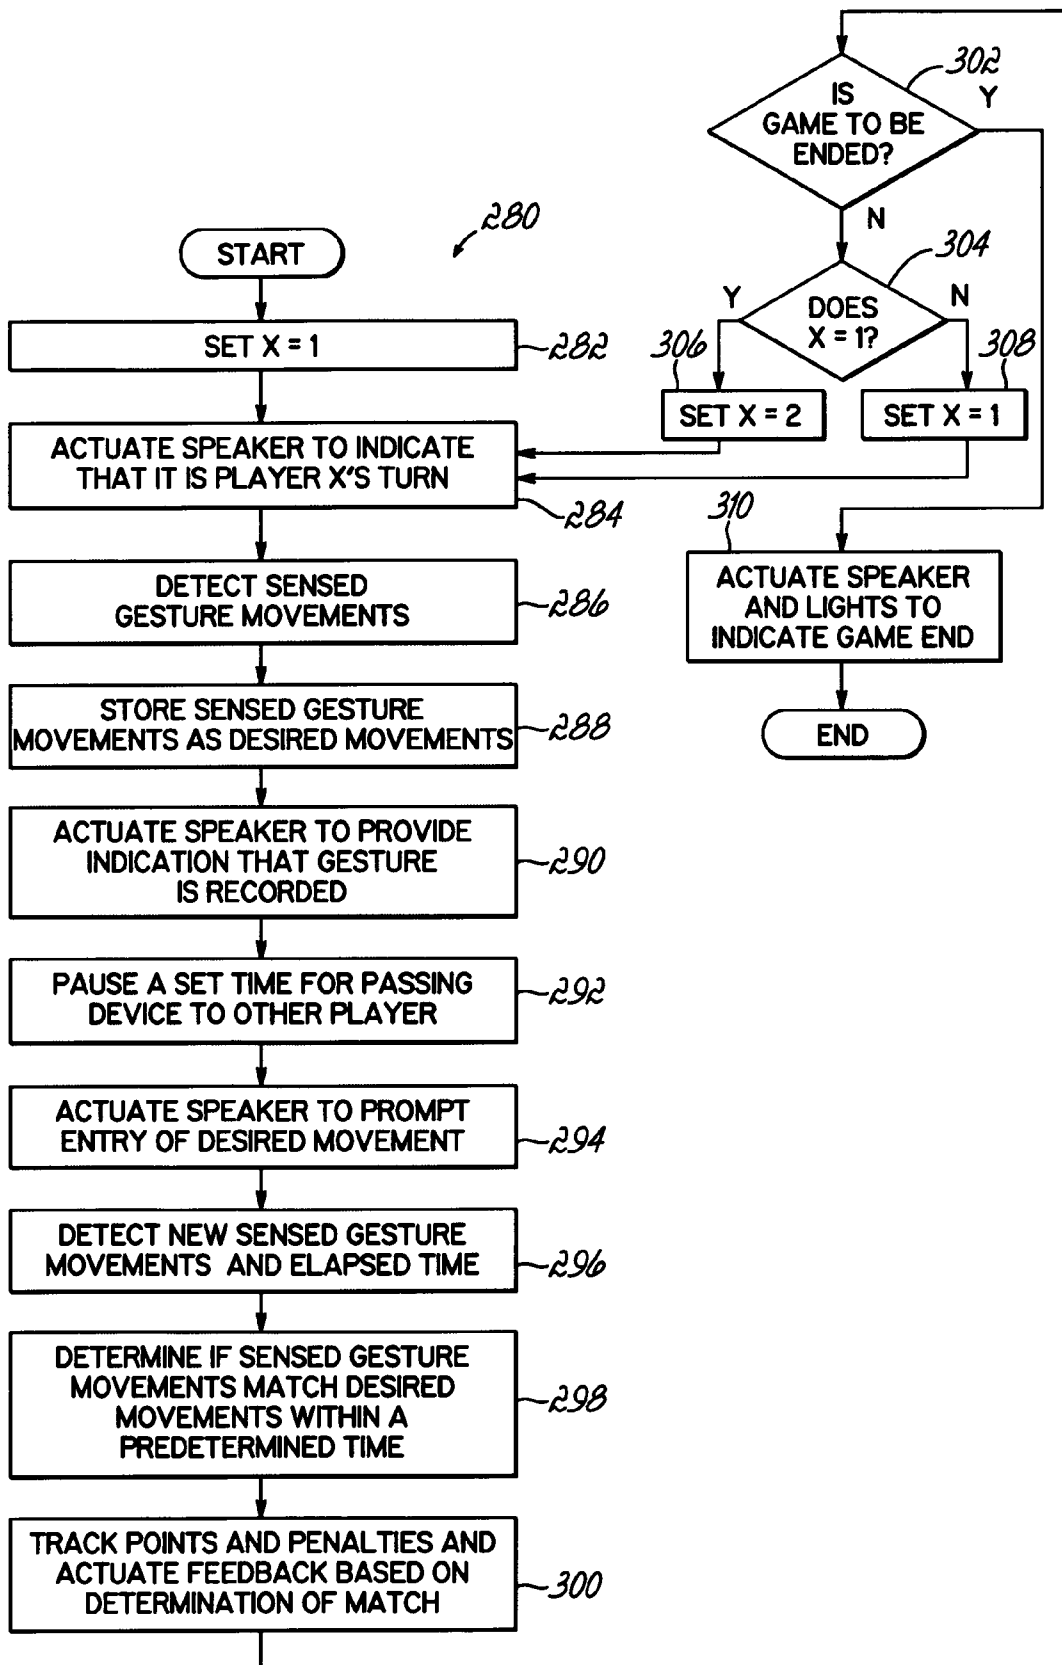 280
START
SET X = 1
282
ACTUATE SPEAKER TO INDICATE
THAT IT IS PLAYER X'S TURN
284
DETECT SENSED
GESTURE MOVEMENTS
286
STORE SENSED GESTURE
MOVEMENTS AS DESIRED MOVEMENTS
288
ACTUATE SPEAKER TO PROVIDE
INDICATION THAT GESTURE
IS RECORDED
290
PAUSE A SET TIME FOR PASSING
DEVICE TO OTHER PLAYER
292
ACTUATE SPEAKER TO PROMPT
ENTRY OF DESIRED MOVEMENT
294
DETECT NEW SENSED GESTURE
MOVEMENTS AND ELAPSED TIME
296
DETERMINE IF SENSED GESTURE
MOVEMENTS MATCH DESIRED
MOVEMENTS WITHIN A
PREDETERMINED TIME
298
TRACK POINTS AND PENALTIES AND
ACTUATE FEEDBACK BASED ON
DETERMINATION OF MATCH
300
302
IS
GAME TO BE
ENDED?
Y
N
304
DOES
X = 1?
Y
N
306
SET X = 2
308
SET X = 1
310
ACTUATE SPEAKER
AND LIGHTS TO
INDICATE GAME END
END